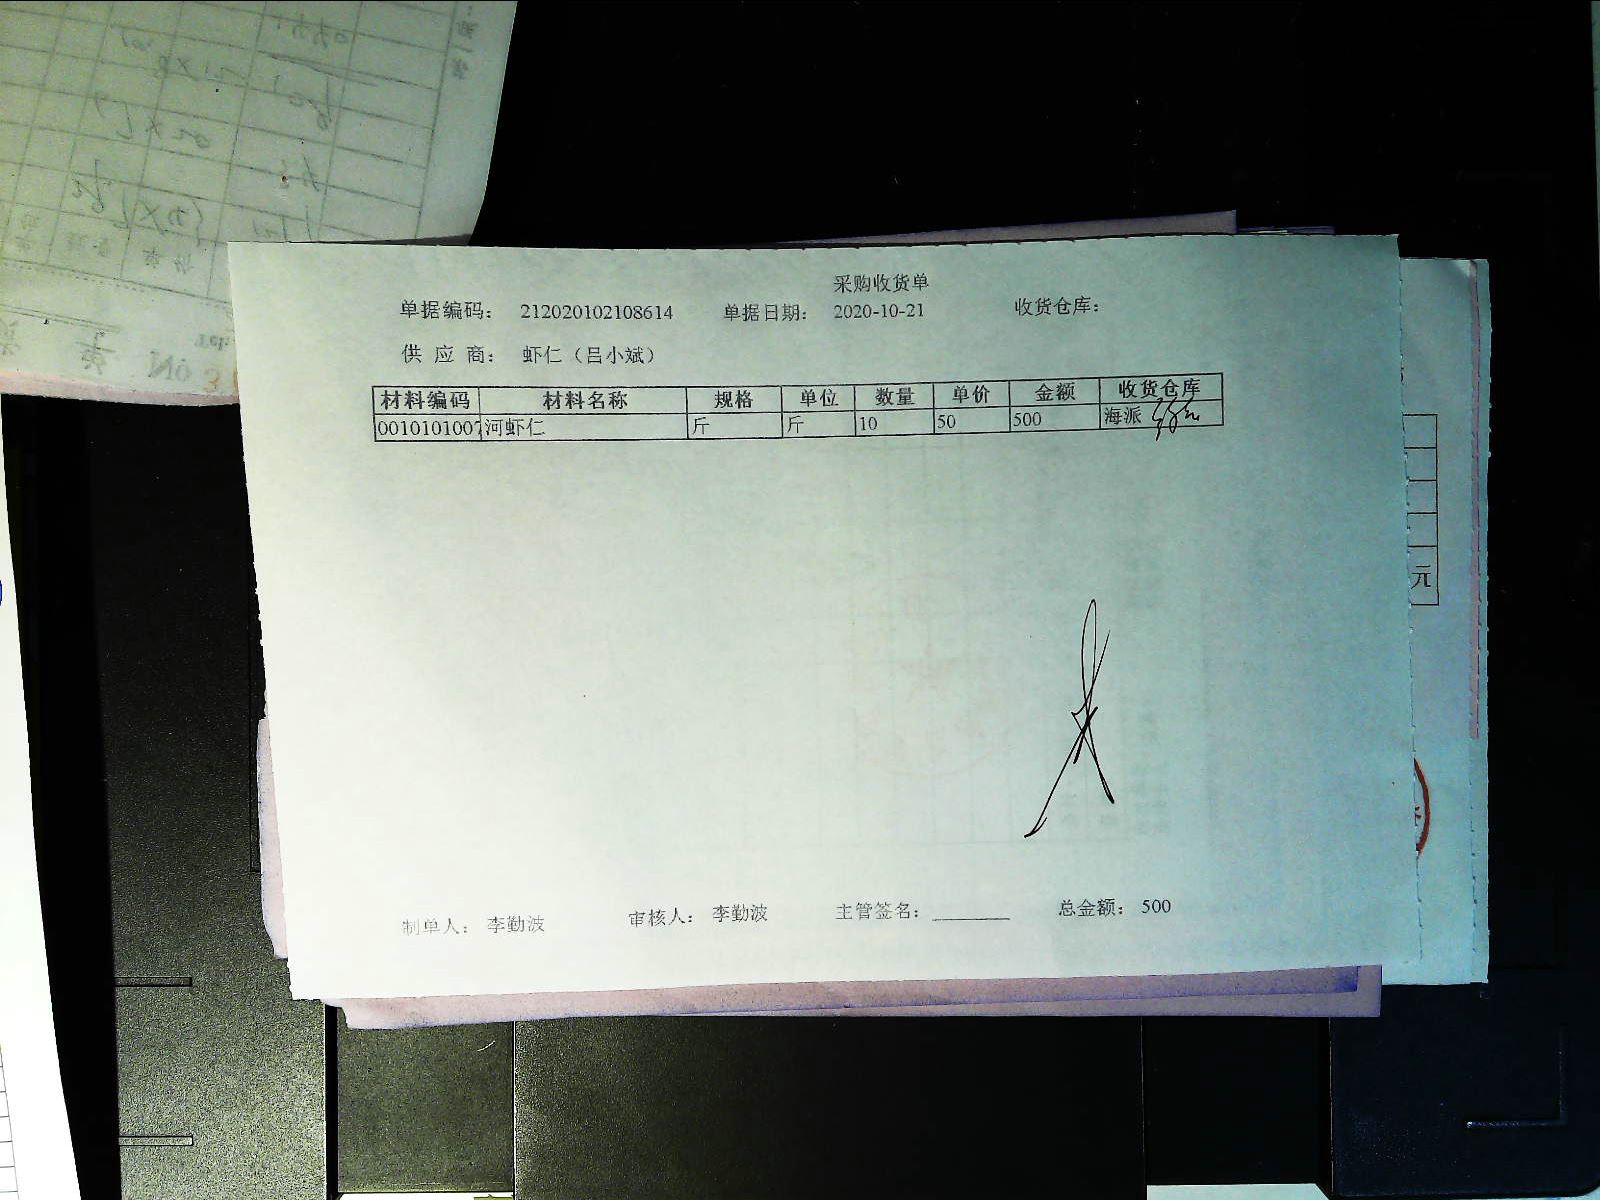 采购收货单
单据编码： 212020102108614 单据日期： 2020-10-21 收货仓库：
供 应 商： 虾仁（吕小斌）
材料编码 材料名称 规格 单位 数量 单价 金额 收货仓库
0010101007 河虾仁 斤 斤 10 50 500 海派
元
制单人： 李勤波 审核人： 李勤波 主管签名： ________ 总金额： 500